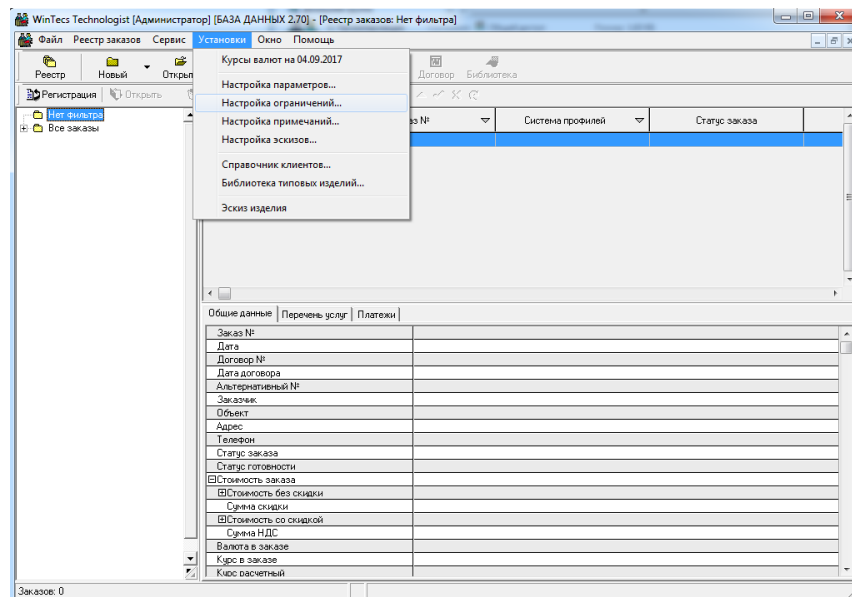 WinTecs Technologist [Администратор] [БАЗА ДАННЫХ 2.70] - [Реестр заказов: Нет фильтра]
Файл Реестр заказов Сервис Установки Окно Помощь
Реестр Новый Открыт Договор Библиотека
Регистрация Открыть
Курсы валют на 04.09.2017
Настройка параметров...
Настройка ограничений...
Настройка примечаний...
Настройка эскизов...
Справочник клиентов...
Библиотека типовых изделий...
Эскиз изделия
Нет фильтра
Все заказы
аз № Система профилей Статус заказа
Общие данные Перечень услуг Платежи
Заказ №
Дата
Договор №
Дата договора
Альтернативный №
Заказчик
Объект
Адрес
Телефон
Статус заказа
Статус готовности
Стоимость заказа
Стоимость без скидки
Сумма скидки
Стоимость со скидкой
Сумма НДС
Валюта в заказе
Курс в заказе
Курс расчетный
Заказов: 0